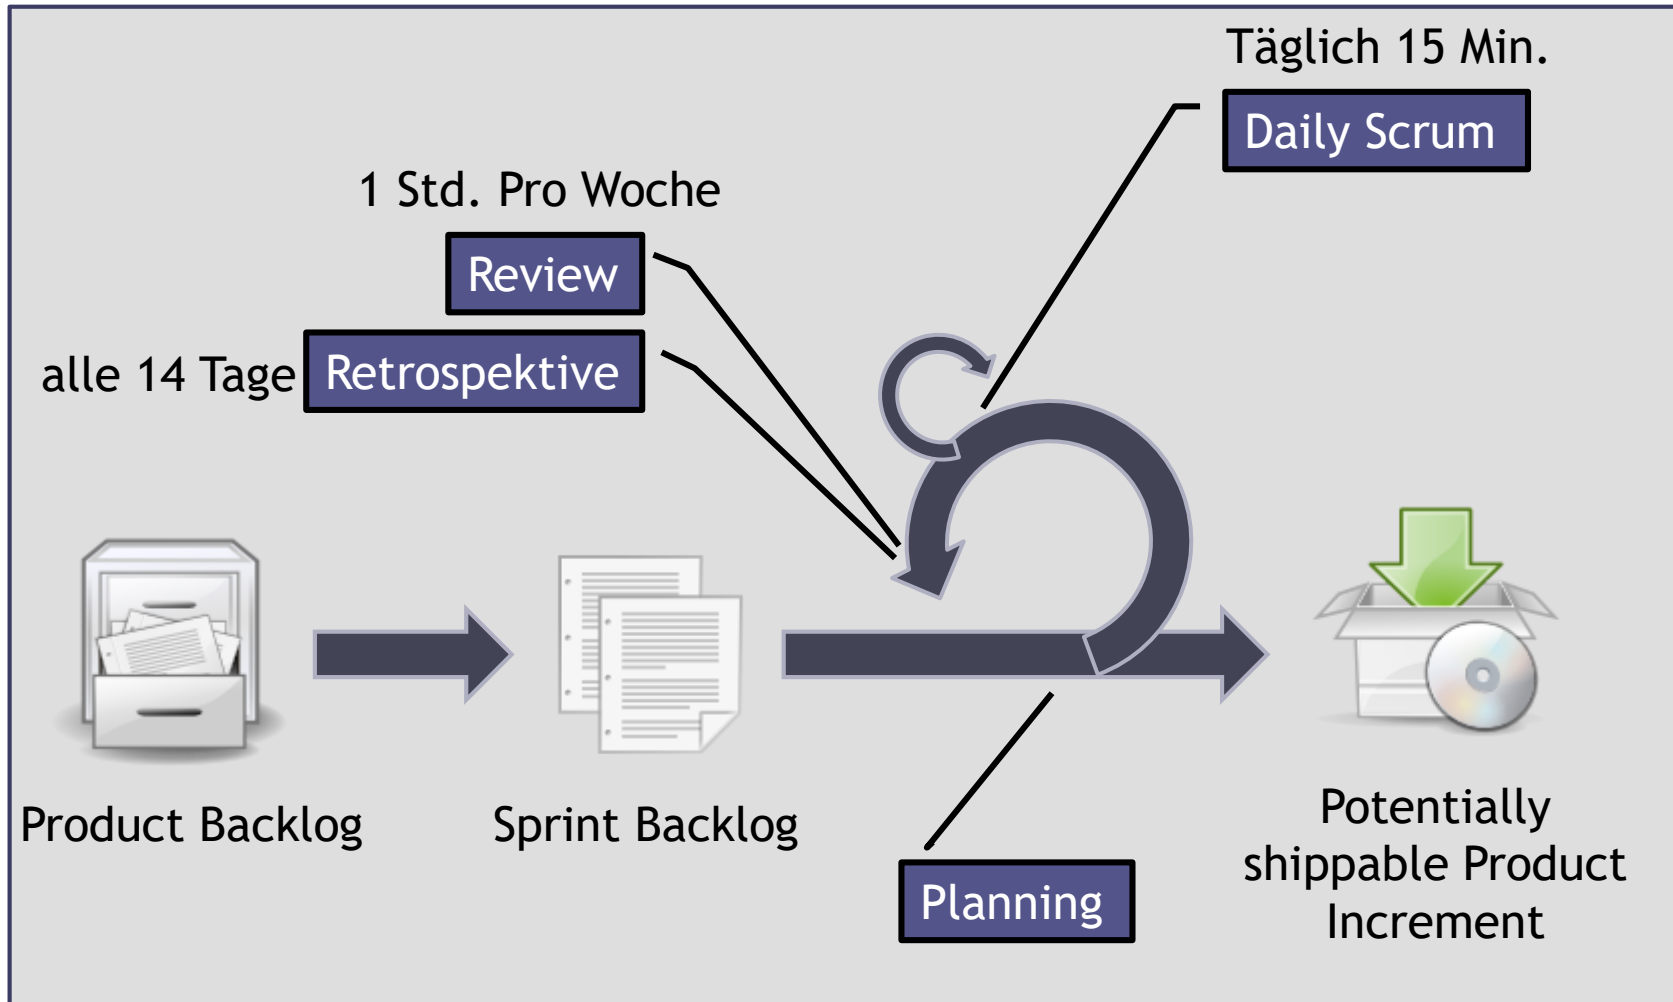 Täglich 15 Min.
Daily Scrum
1 Std. Pro Woche
Review
alle 14 Tage
Retrospektive
Product Backlog
Sprint Backlog
Planning
Potentially
shippable Product
Increment